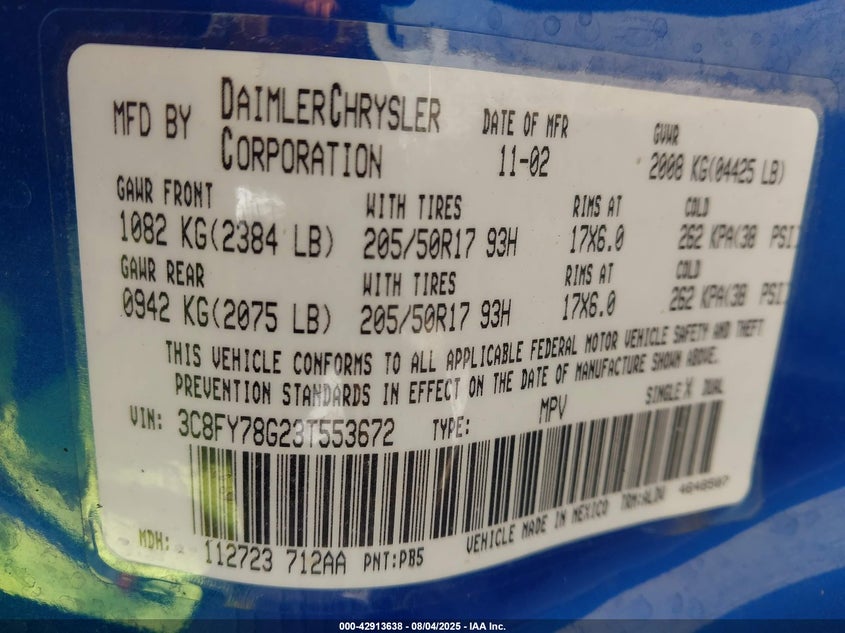 MFD BY DAIMLERCHRYSLER CORPORATION DATE OF MFR 11-02 GVWR 2008 KG(04425 LB)
GAWR FRONT WITH TIRES RIMS AT COLD
1082 KG(2384 LB) 205/50R17 93H 17X6.0 262 KPA(38 PSI)
GAWR REAR WITH TIRES RIMS AT COLD
0942 KG(2075 LB) 205/50R17 93H 17X6.0 262 KPA(38 PSI)
THIS VEHICLE CONFORMS TO ALL APPLICABLE FEDERAL MOTOR VEHICLE SAFETY AND THEFT
PREVENTION STANDARDS IN EFFECT ON THE DATE OF MANUFACTURE SHOWN ABOVE.
VIN: 3C8FY78G23T553672 TYPE: MPV SINGLE X DUAL
MDH: 112723 712AA PNT:PB5 VEHICLE MADE IN MEXICO TRM:ALDV 4648507
000-42913638 - 08/04/2025 - IAA Inc.